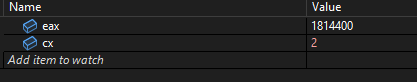 Name Value
eax 1814400
cx 2
Add item to watch